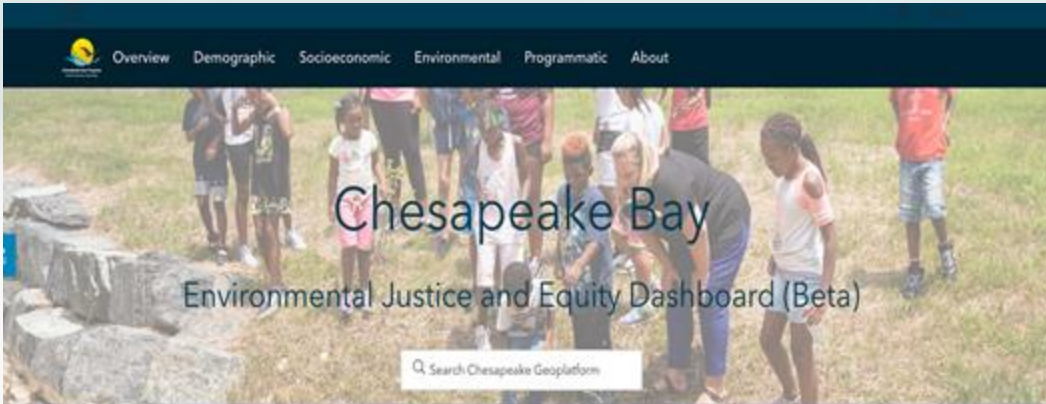 Overview Demographic Socioeconomic Environmental Programmatic About
Chesapeake Bay
Environmental Justice and Equity Dashboard (Beta)
Search Chesapeake Geoplatform